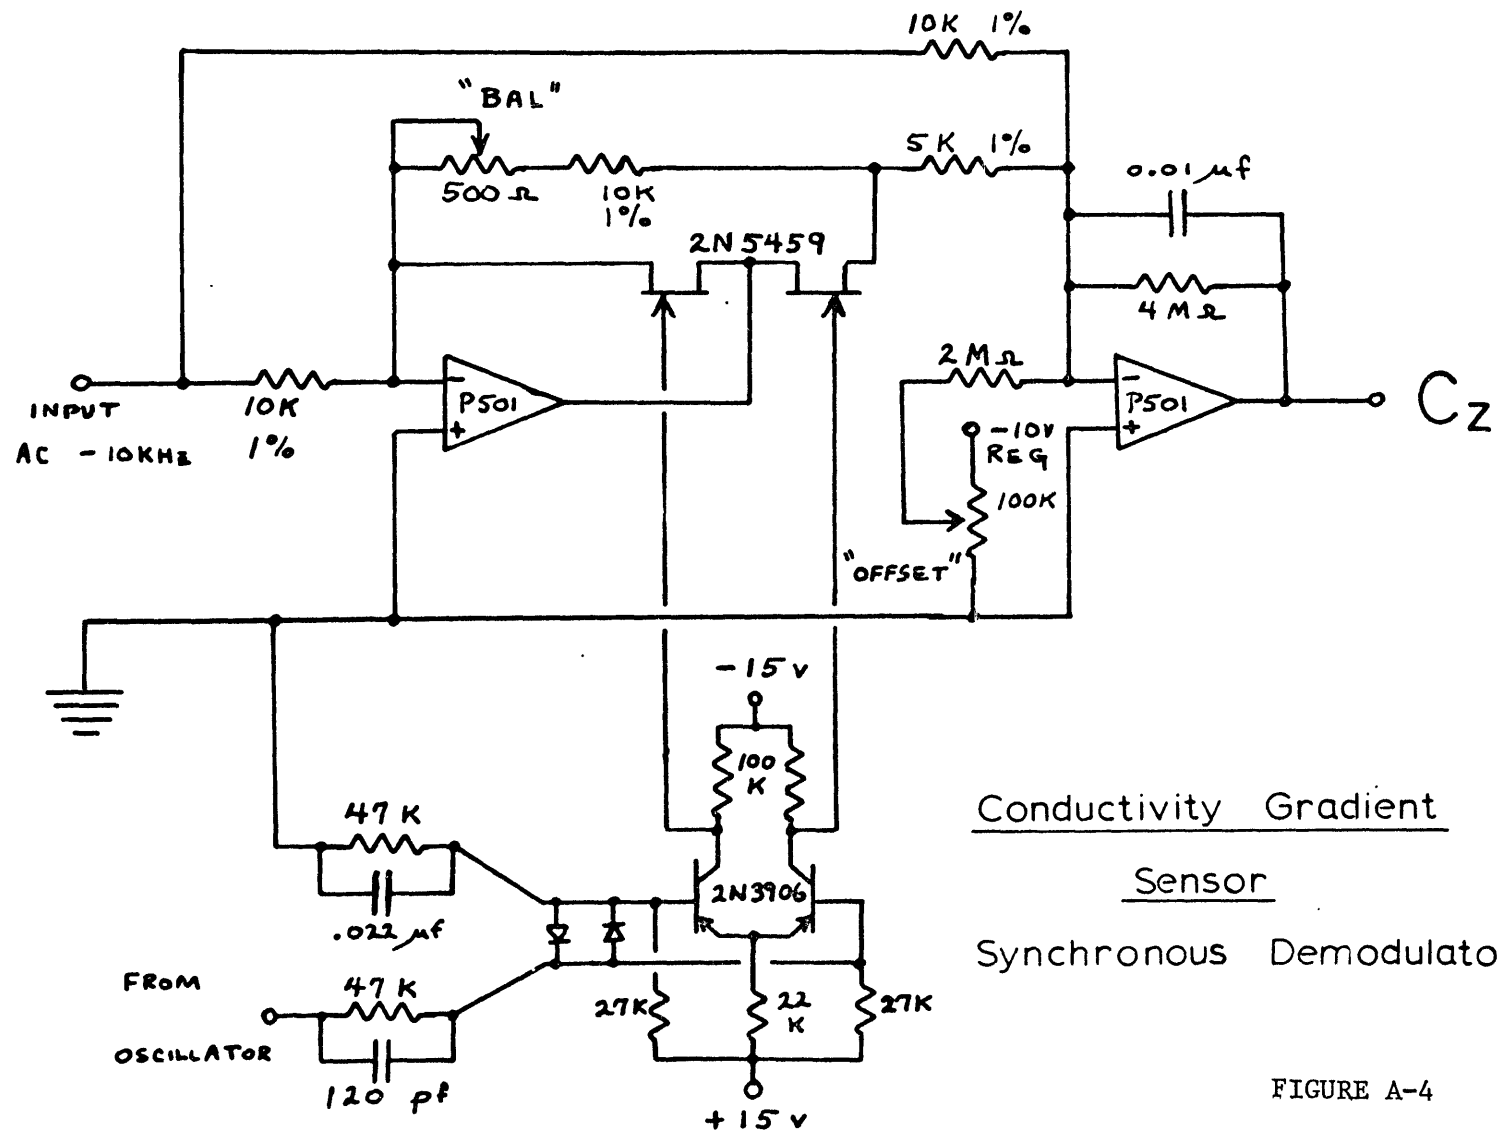 10K 1%
"BAL"
5K 1%
0.01 μf
500 Ω
10K
1%
2N5459
4 MΩ
2 MΩ
INPUT
AC - 10KHz
10K
1%
P501
+
-
-10V
REG
100K
P501
+
-
Cz
"OFFSET"
-15 v
100
K
47 K
.022 μf
2N3906
FROM
OSCILLATOR
47 K
120 pf
27K
22
K
27K
+15 v
Conductivity Gradient
Sensor
Synchronous Demodulato
FIGURE A-4